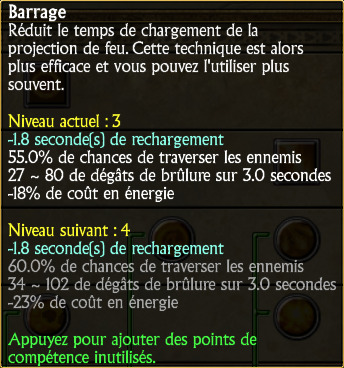 Barrage
Réduit le temps de chargement de la
projection de feu. Cette technique est alors
plus efficace et vous pouvez l'utiliser plus
souvent.
Niveau actuel : 3
-1.8 seconde(s) de rechargement
55.0% de chances de traverser les ennemis
27 ~ 80 de dégâts de brûlure sur 3.0 secondes
-18% de coût en énergie
Niveau suivant : 4
-1.8 seconde(s) de rechargement
60.0% de chances de traverser les ennemis
34 ~ 102 de dégâts de brûlure sur 3.0 secondes
-23% de coût en énergie
Appuyez pour ajouter des points de
compétence inutilisés.